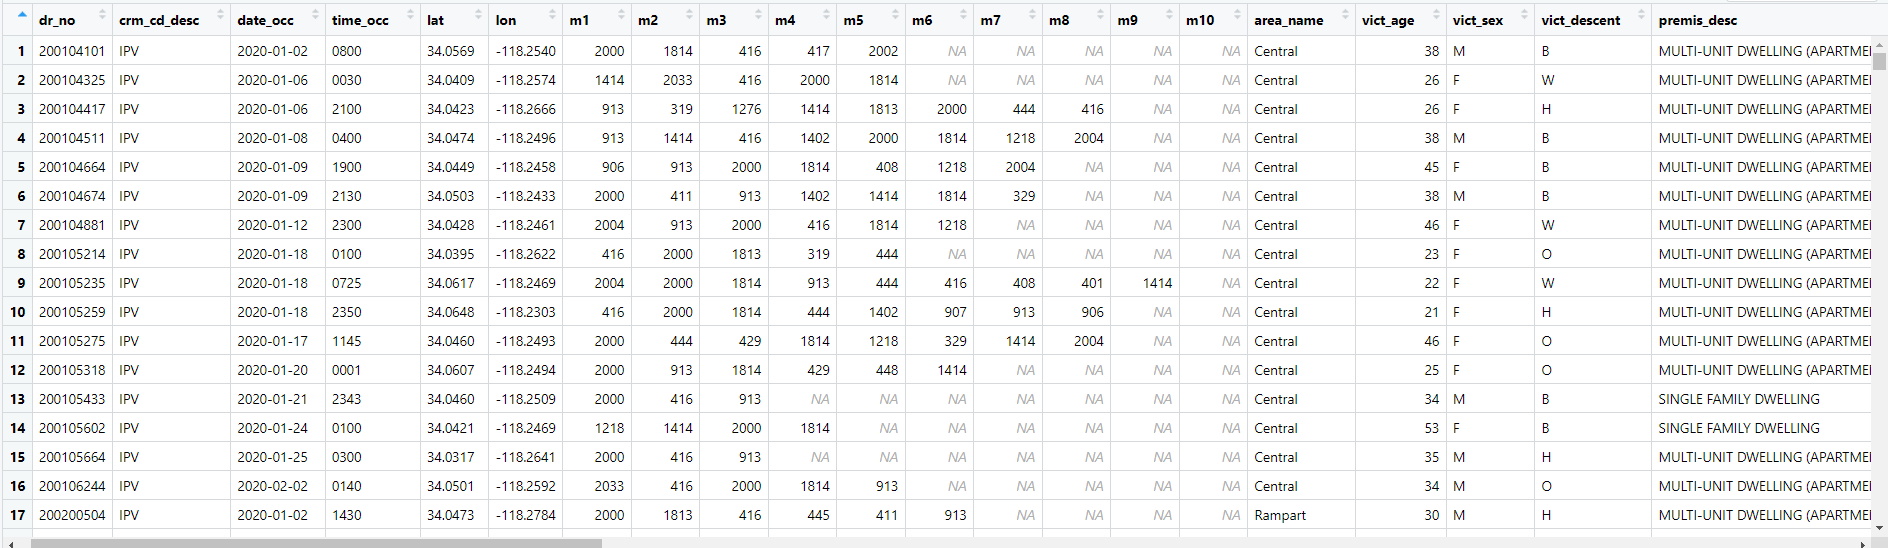 dr_no crm_cd_desc date_occ time_occ lat lon m1 m2 m3 m4 m5 m6 m7 m8 m9 m10 area_name vict_age vict_sex vict_descent premis_desc
1 200104101 IPV 2020-01-02 0800 34.0569 -118.2540 2000 1814 416 417 2002 NA NA NA NA NA Central 38 M B MULTI-UNIT DWELLING (APARTME
2 200104325 IPV 2020-01-06 0030 34.0409 -118.2574 1414 2033 416 2000 1814 NA NA NA NA NA Central 26 F W MULTI-UNIT DWELLING (APARTME
3 200104417 IPV 2020-01-06 2100 34.0423 -118.2666 913 319 1276 1414 1813 2000 444 416 NA NA Central 26 F H MULTI-UNIT DWELLING (APARTME
4 200104511 IPV 2020-01-08 0400 34.0474 -118.2496 913 1414 416 1402 2000 1814 1218 2004 NA NA Central 38 M B MULTI-UNIT DWELLING (APARTME
5 200104664 IPV 2020-01-09 1900 34.0449 -118.2458 906 913 2000 1814 408 1218 2004 NA NA NA Central 45 F B MULTI-UNIT DWELLING (APARTME
6 200104674 IPV 2020-01-09 2130 34.0503 -118.2433 2000 411 913 1402 1414 1814 329 NA NA NA Central 38 M B MULTI-UNIT DWELLING (APARTME
7 200104881 IPV 2020-01-12 2300 34.0428 -118.2461 2004 913 2000 416 1814 1218 NA NA NA NA Central 46 F W MULTI-UNIT DWELLING (APARTME
8 200105214 IPV 2020-01-18 0100 34.0395 -118.2622 416 2000 1813 319 444 NA NA NA NA NA Central 23 F O MULTI-UNIT DWELLING (APARTME
9 200105235 IPV 2020-01-18 0725 34.0617 -118.2469 2004 2000 1814 913 444 416 408 401 1414 NA Central 22 F W MULTI-UNIT DWELLING (APARTME
10 200105259 IPV 2020-01-18 2350 34.0648 -118.2303 416 2000 1814 444 1402 907 913 906 NA NA Central 21 F H MULTI-UNIT DWELLING (APARTME
11 200105275 IPV 2020-01-17 1145 34.0460 -118.2493 2000 444 429 1814 1218 329 1414 2004 NA NA Central 46 F O MULTI-UNIT DWELLING (APARTME
12 200105318 IPV 2020-01-20 0001 34.0607 -118.2494 2000 913 1814 429 448 1414 NA NA NA NA Central 25 F O MULTI-UNIT DWELLING (APARTME
13 200105433 IPV 2020-01-21 2343 34.0460 -118.2509 2000 416 913 NA NA NA NA NA NA NA Central 34 M B SINGLE FAMILY DWELLING
14 200105602 IPV 2020-01-24 0100 34.0421 -118.2469 1218 1414 2000 1814 NA NA NA NA NA NA Central 53 F B SINGLE FAMILY DWELLING
15 200105664 IPV 2020-01-25 0300 34.0317 -118.2641 2000 416 913 NA NA NA NA NA NA NA Central 35 M H MULTI-UNIT DWELLING (APARTME
16 200106244 IPV 2020-02-02 0140 34.0501 -118.2592 2033 416 2000 1814 913 NA NA NA NA NA Central 34 M O MULTI-UNIT DWELLING (APARTME
17 200200504 IPV 2020-01-02 1430 34.0473 -118.2784 2000 1813 416 445 411 913 NA NA NA NA Rampart 30 M H MULTI-UNIT DWELLING (APARTME